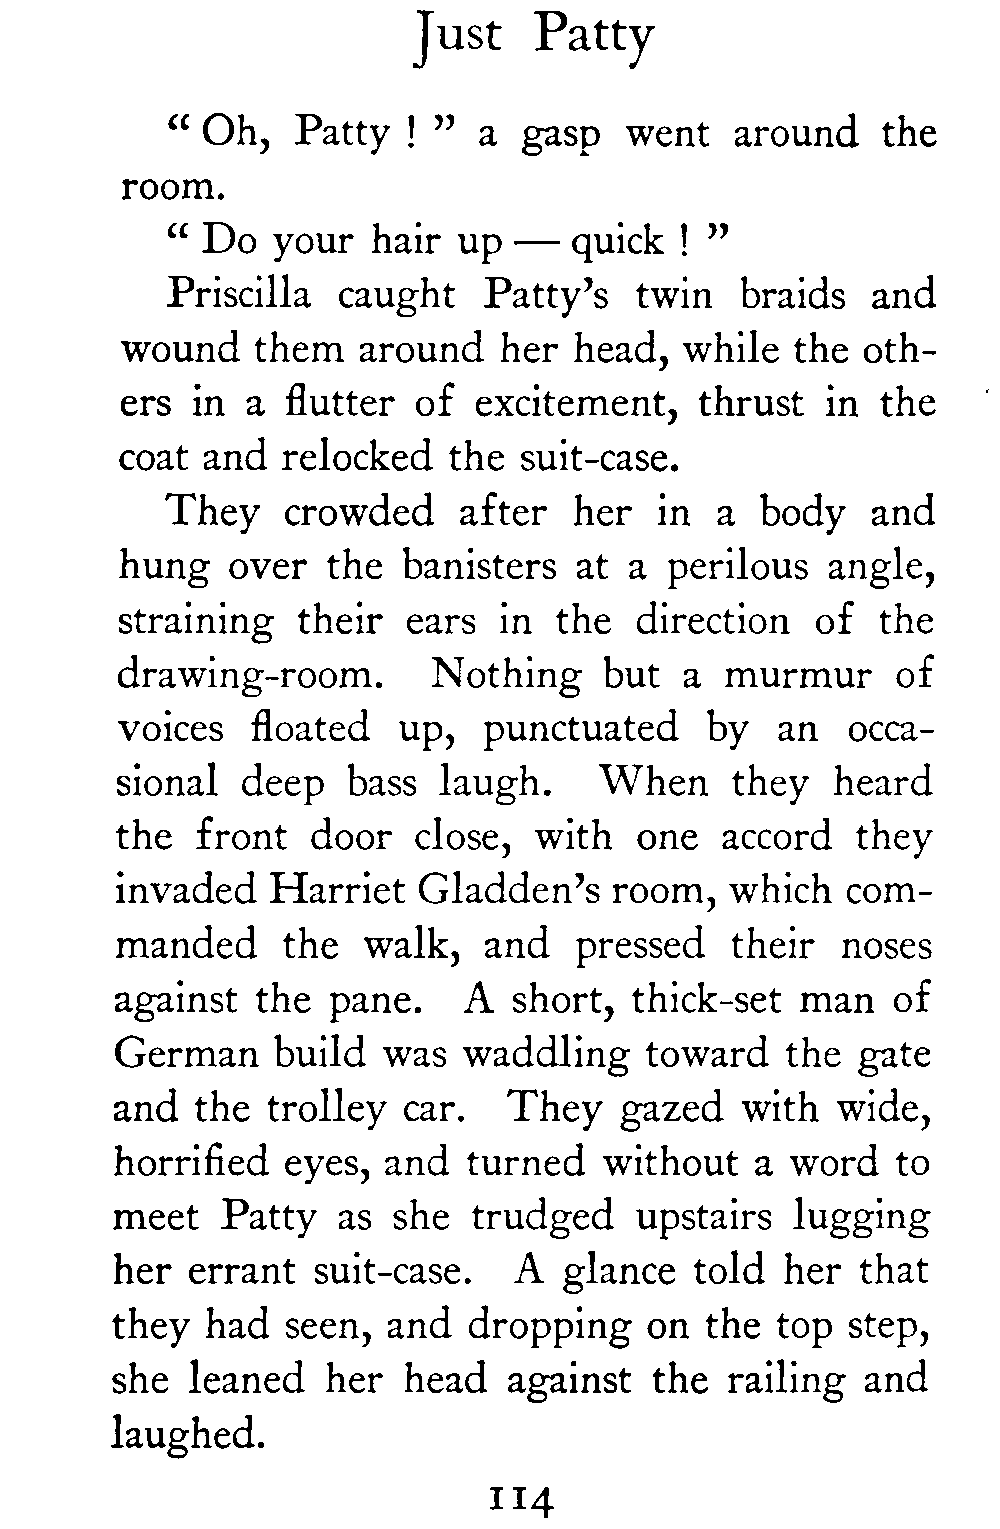 Just Patty
“ Oh, Patty ! ” a gasp went around the
room.
“ Do your hair up — quick ! ”
Priscilla caught Patty’s twin braids and
wound them around her head, while the oth-
ers in a flutter of excitement, thrust in the
coat and relocked the suit-case.
They crowded after her in a body and
hung over the banisters at a perilous angle,
straining their ears in the direction of the
drawing-room. Nothing but a murmur of
voices floated up, punctuated by an occa-
sional deep bass laugh. When they heard
the front door close, with one accord they
invaded Harriet Gladden’s room, which com-
manded the walk, and pressed their noses
against the pane. A short, thick-set man of
German build was waddling toward the gate
and the trolley car. They gazed with wide,
horrified eyes, and turned without a word to
meet Patty as she trudged upstairs lugging
her errant suit-case. A glance told her that
they had seen, and dropping on the top step,
she leaned her head against the railing and
laughed.
114